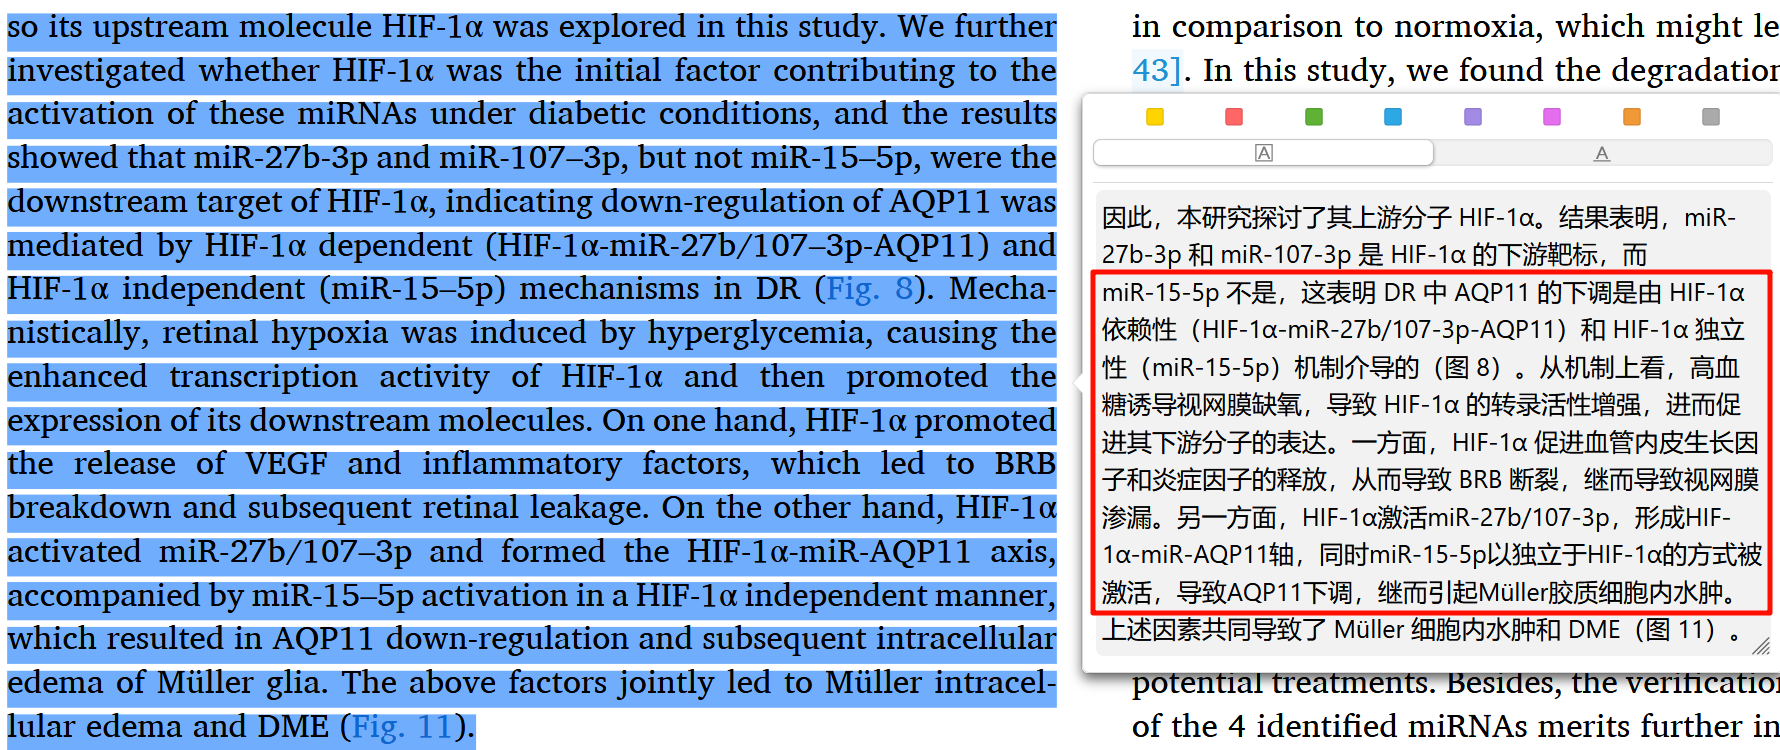 so its upstream molecule HIF-1α was explored in this study. We further
investigated whether HIF-1α was the initial factor contributing to the
activation of these miRNAs under diabetic conditions, and the results
showed that miR-27b-3p and miR-107–3p, but not miR-15–5p, were the
downstream target of HIF-1α, indicating down-regulation of AQP11 was
mediated by HIF-1α dependent (HIF-1α-miR-27b/107–3p-AQP11) and
HIF-1α independent (miR-15–5p) mechanisms in DR (Fig. 8). Mecha-
nistically, retinal hypoxia was induced by hyperglycemia, causing the
enhanced transcription activity of HIF-1α and then promoted the
expression of its downstream molecules. On one hand, HIF-1α promoted
the release of VEGF and inflammatory factors, which led to BRB
breakdown and subsequent retinal leakage. On the other hand, HIF-1α
activated miR-27b/107–3p and formed the HIF-1α-miR-AQP11 axis,
accompanied by miR-15–5p activation in a HIF-1α independent manner,
which resulted in AQP11 down-regulation and subsequent intracellular
edema of Müller glia. The above factors jointly led to Müller intracel-
lular edema and DME (Fig. 11).
in comparison to normoxia, which might le
43]. In this study, we found the degradation
A
A
因此，本研究探讨了其上游分子 HIF-1α。结果表明，miR-
27b-3p 和 miR-107-3p 是 HIF-1α 的下游靶标，而
miR-15-5p 不是，这表明 DR 中 AQP11 的下调是由 HIF-1α
依赖性（HIF-1α-miR-27b/107-3p-AQP11）和 HIF-1α 独立
性（miR-15-5p）机制介导的（图 8）。从机制上看，高血
糖诱导视网膜缺氧，导致 HIF-1α 的转录活性增强，进而促
进其下游分子的表达。一方面，HIF-1α 促进血管内皮生长因
子和炎症因子的释放，从而导致 BRB 断裂，继而导致视网膜
渗漏。另一方面，HIF-1α激活miR-27b/107-3p，形成HIF-
1α-miR-AQP11轴，同时miR-15-5p以独立于HIF-1α的方式被
激活，导致AQP11下调，继而引起Müller胶质细胞内水肿。
上述因素共同导致了 Müller 细胞内水肿和 DME（图 11）。
potential treatments. Besides, the verification
of the 4 identified miRNAs merits further in